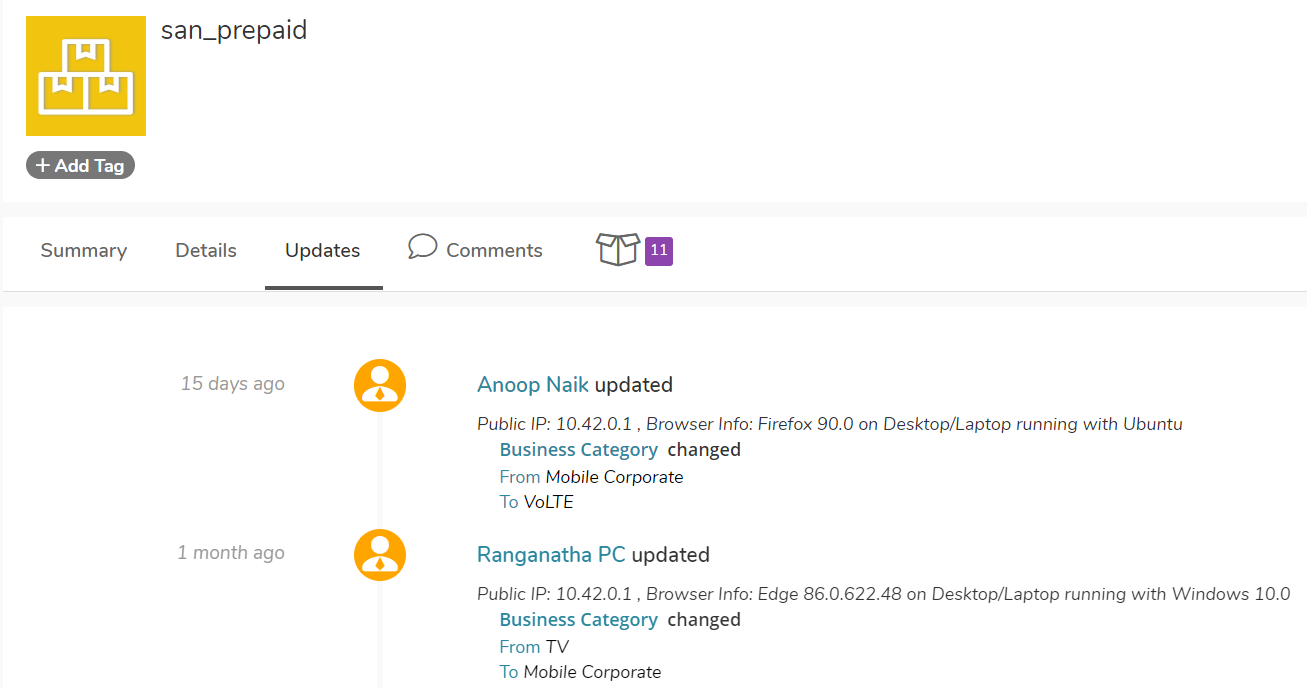 san_prepaid
+ Add Tag
Summary Details Updates Comments 11
15 days ago Anoop Naik updated
Public IP: 10.42.0.1 , Browser Info: Firefox 90.0 on Desktop/Laptop running with Ubuntu
Business Category changed
From Mobile Corporate
To VoLTE
1 month ago Ranganatha PC updated
Public IP: 10.42.0.1 , Browser Info: Edge 86.0.622.48 on Desktop/Laptop running with Windows 10.0
Business Category changed
From TV
To Mobile Corporate